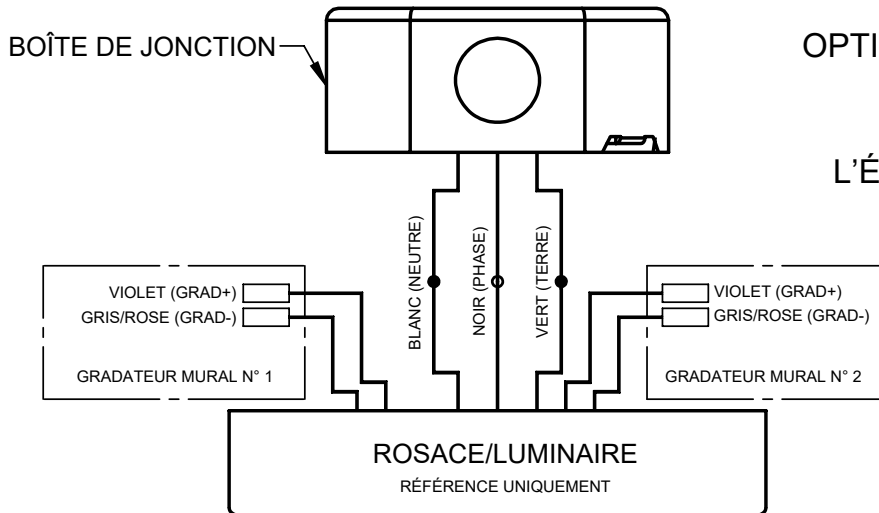 BOÎTE DE JONCTION
OPTI
L'É
BLANC (NEUTRE)
NOIR (PHASE)
VERT (TERRE)
VIOLET (GRAD+)
GRIS/ROSE (GRAD-)
GRADATEUR MURAL N° 1
VIOLET (GRAD+)
GRIS/ROSE (GRAD-)
GRADATEUR MURAL N° 2
ROSACE/LUMINAIRE
RÉFÉRENCE UNIQUEMENT